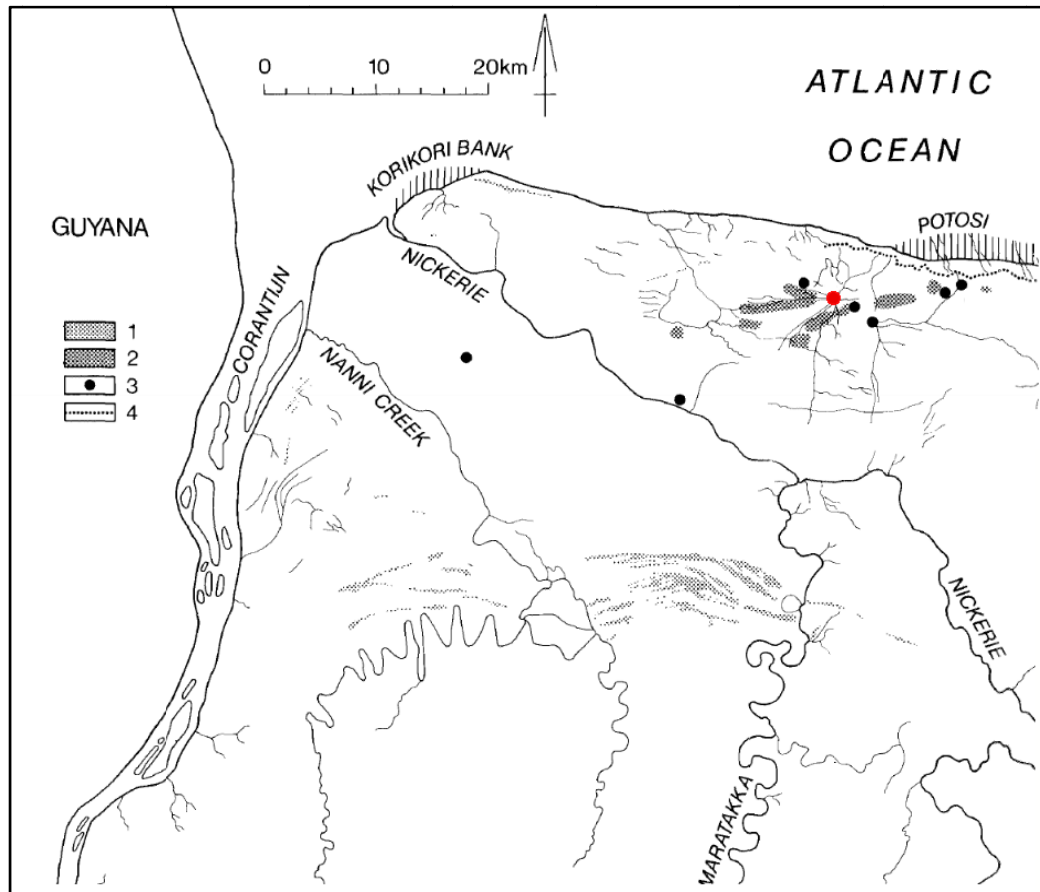 0 10 20km
ATLANTIC
OCEAN
KORIKORI BANK
POTOSI
GUYANA
NICKERIE
CORANTIJN
NANNI CREEK
1
2
3
4
NICKERIE
MARATAKKA